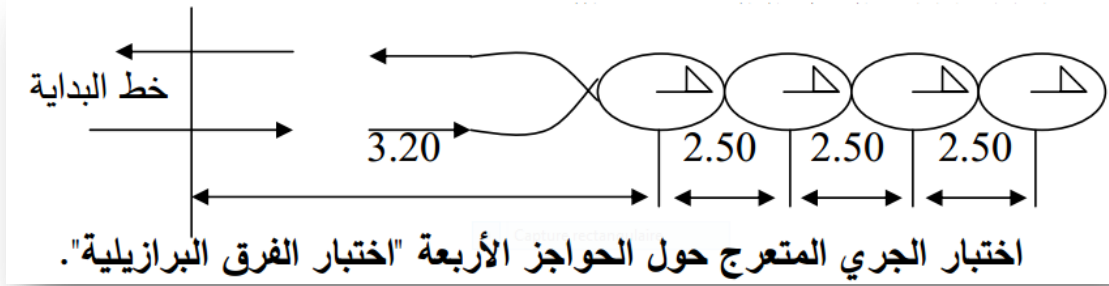 خط البداية
3.20
2.50
2.50
2.50
اختبار الجري المتعرج حول الحواجز الأربعة "اختبار الفرق البرازيلية".